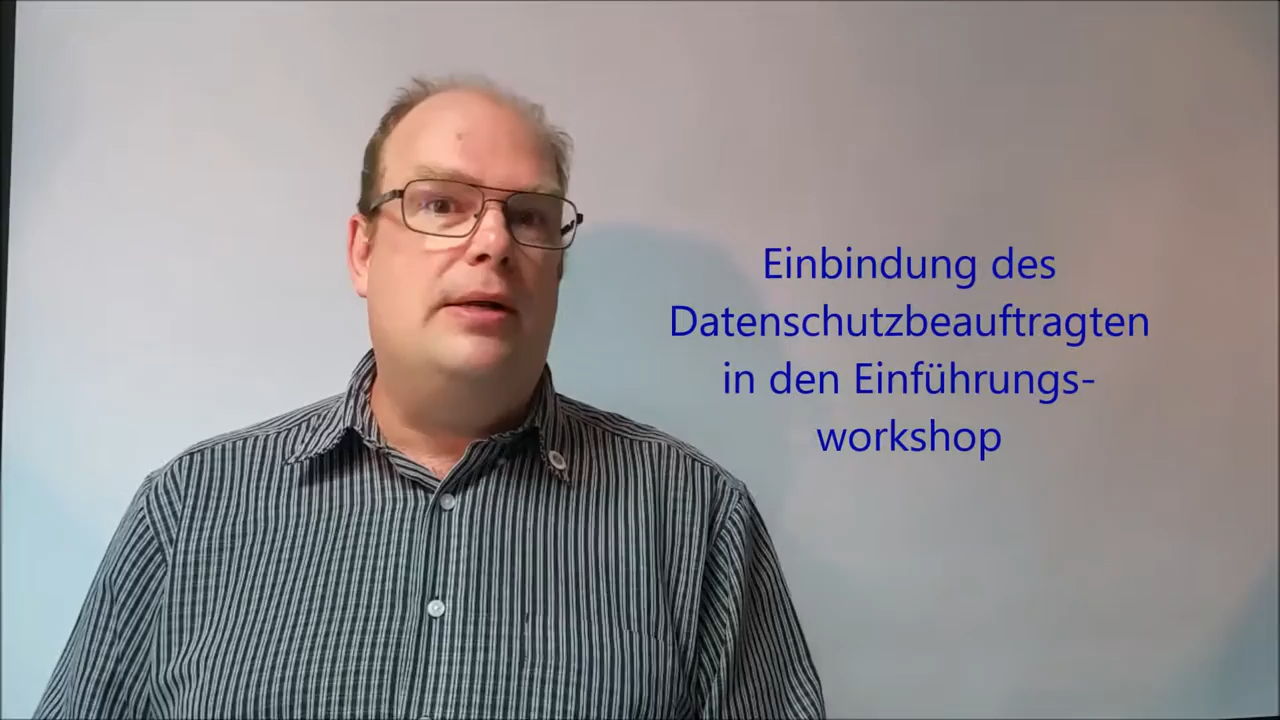 Einbindung des
Datenschutzbeauftragten
in den Einführungs-
workshop